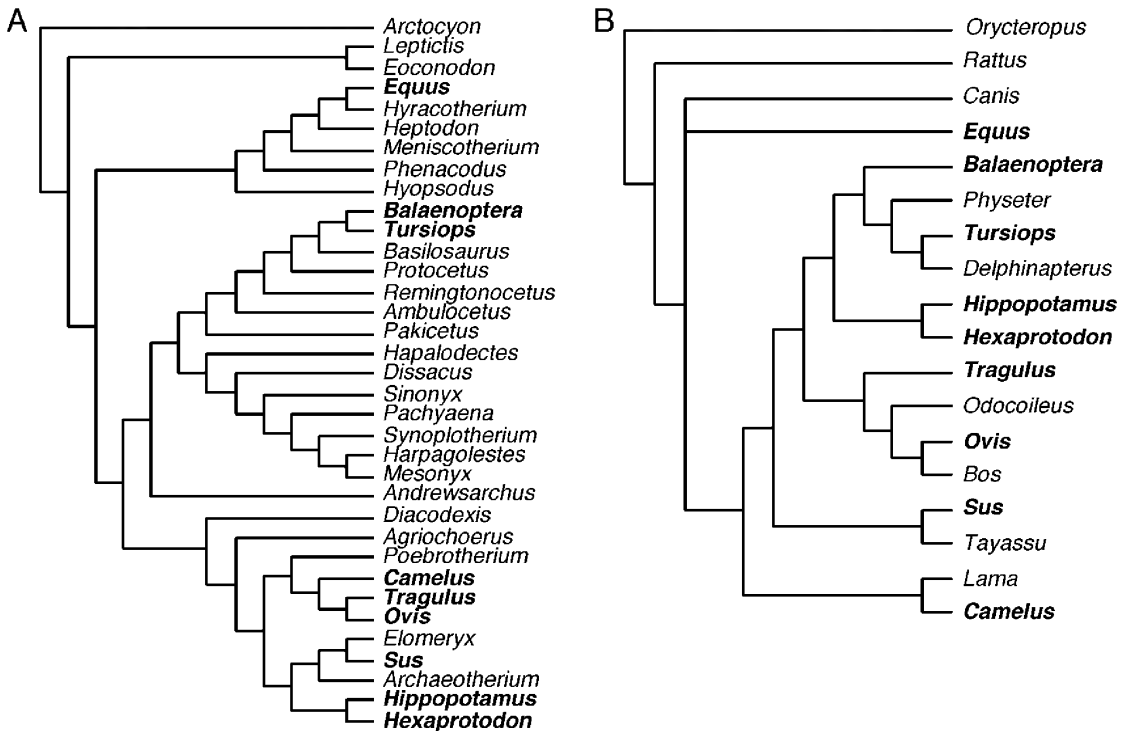 A
Arctocyon
Leptictis
Eoconodon
Equus
Hyracotherium
Heptodon
Meniscotherium
Phenacodus
Hyopsodus
Balaenoptera
Tursiops
Basilosaurus
Protocetus
Remingtonocetus
Ambulocetus
Pakicetus
Hapalodectes
Dissacus
Sinonyx
Pachyaena
Synoplotherium
Harpagolestes
Mesonyx
Andrewsarchus
Diacodexis
Agriochoerus
Poebrotherium
Camelus
Tragulus
Ovis
Elomeryx
Sus
Archaeotherium
Hippopotamus
Hexaprotodon
B
Orycteropus
Rattus
Canis
Equus
Balaenoptera
Physeter
Tursiops
Delphinapterus
Hippopotamus
Hexaprotodon
Tragulus
Odocoileus
Ovis
Bos
Sus
Tayassu
Lama
Camelus